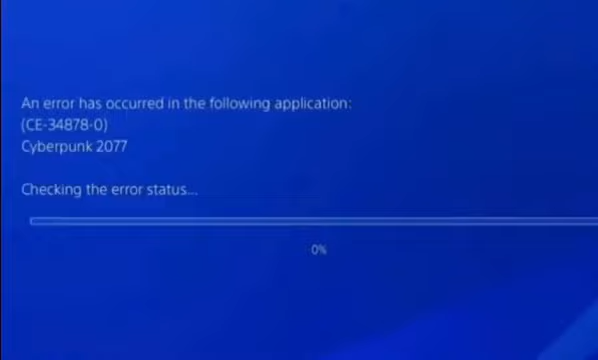 An error has occurred in the following application:
(CE-34878-0)
Cyberpunk 2077
Checking the error status...
0%